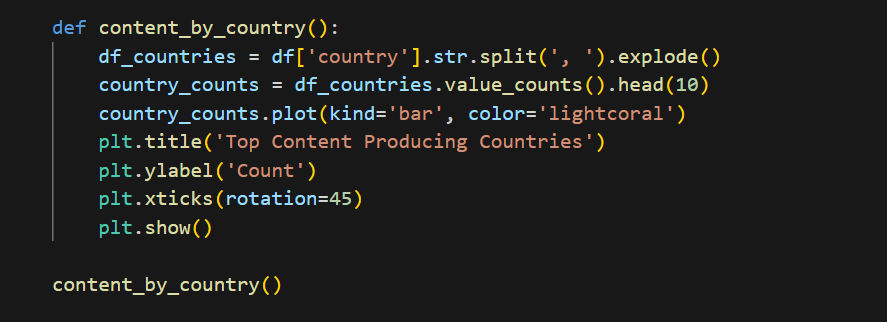 def content_by_country():
    df_countries = df['country'].str.split(', ').explode()
    country_counts = df_countries.value_counts().head(10)
    country_counts.plot(kind='bar', color='lightcoral')
    plt.title('Top Content Producing Countries')
    plt.ylabel('Count')
    plt.xticks(rotation=45)
    plt.show()

content_by_country()